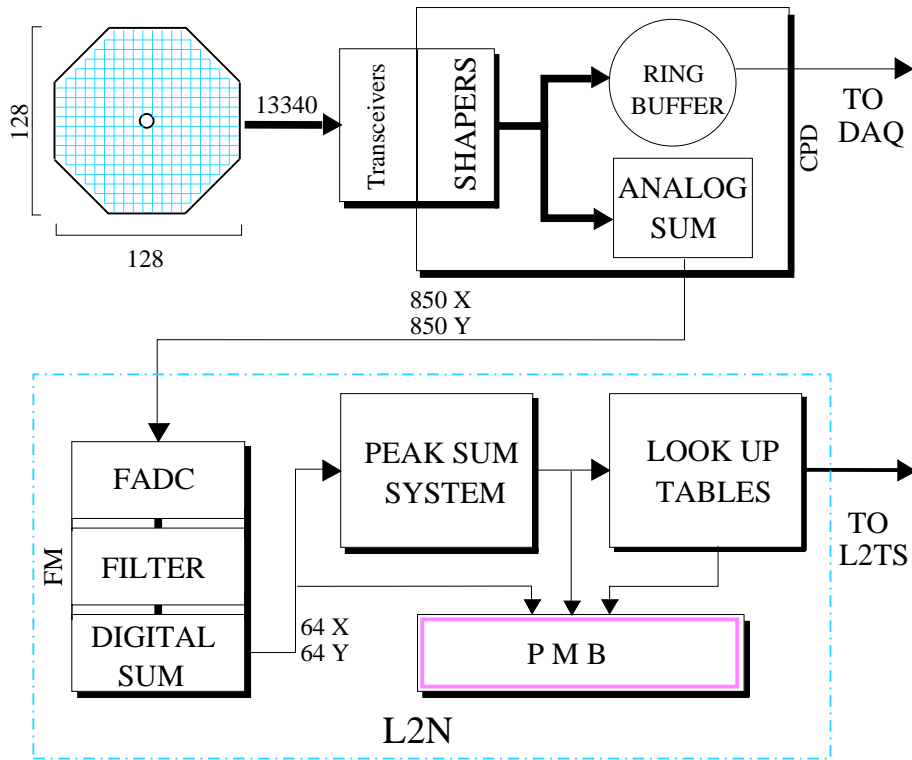 128
128
13340
Transceivers
SHAPERS
RING
BUFFER
ANALOG
SUM
CPD
TO
DAQ
850 X
850 Y
FM
FADC
FILTER
DIGITAL
SUM
64 X
64 Y
PEAK SUM
SYSTEM
LOOK UP
TABLES
TO
L2TS
P M B
L2N